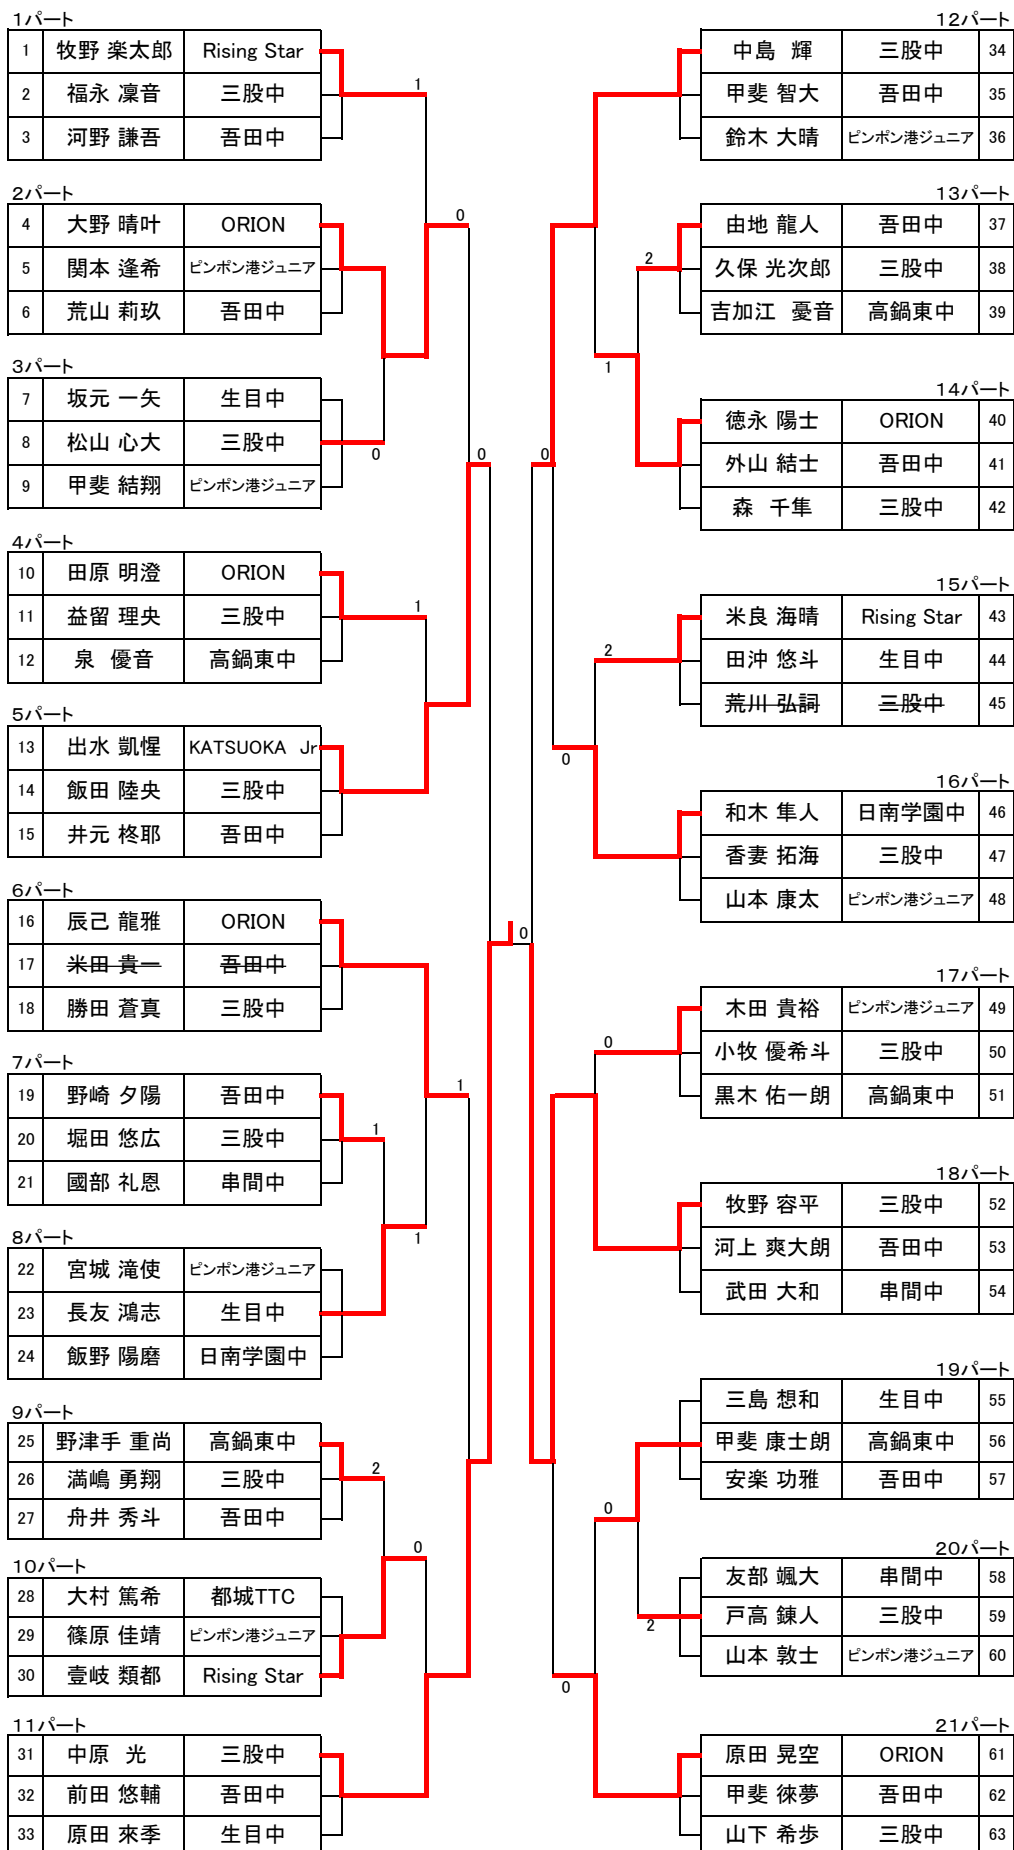 1パート
1 牧野 楽太郎 Rising Star
2 福永 凜音 三股中
3 河野 謙吾 吾田中
1
2パート
4 大野 晴叶 ORION
5 関本 逢希 ピンポン港ジュニア
6 荒山 莉玖 吾田中
0
3パート
7 坂元 一矢 生目中
8 松山 心大 三股中
9 甲斐 結翔 ピンポン港ジュニア
0
0
4パート
10 田原 明澄 ORION
11 益留 理央 三股中
12 泉 優音 高鍋東中
1
5パート
13 出水 凱惺 KATSUOKA Jr
14 飯田 陸央 三股中
15 井元 柊耶 吾田中
6パート
16 辰己 龍雅 ORION
17 米田 貴一 吾田中
18 勝田 蒼真 三股中
0
7パート
19 野崎 夕陽 吾田中
20 堀田 悠広 三股中
21 國部 礼恩 串間中
1
1
1
8パート
22 宮城 滝使 ピンポン港ジュニア
23 長友 鴻志 生目中
24 飯野 陽磨 日南学園中
9パート
25 野津手 重尚 高鍋東中
26 満嶋 勇翔 三股中
27 舟井 秀斗 吾田中
2
0
10パート
28 大村 篤希 都城TTC
29 篠原 佳靖 ピンポン港ジュニア
30 壹岐 類都 Rising Star
11パート
31 中原 光 三股中
32 前田 悠輔 吾田中
33 原田 來季 生目中
12パート
中島 輝 三股中 34
甲斐 智大 吾田中 35
鈴木 大晴 ピンポン港ジュニア 36
13パート
由地 龍人 吾田中 37
久保 光次郎 三股中 38
吉加江 憂音 高鍋東中 39
2
1
14パート
徳永 陽士 ORION 40
外山 結士 吾田中 41
森 千隼 三股中 42
0
15パート
米良 海晴 Rising Star 43
田沖 悠斗 生目中 44
荒川 弘詞 三股中 45
2
0
16パート
和木 隼人 日南学園中 46
香妻 拓海 三股中 47
山本 康太 ピンポン港ジュニア 48
17パート
木田 貴裕 ピンポン港ジュニア 49
小牧 優希斗 三股中 50
黒木 佑一朗 高鍋東中 51
0
18パート
牧野 容平 三股中 52
河上 爽大朗 吾田中 53
武田 大和 串間中 54
19パート
三島 想和 生目中 55
甲斐 康士朗 高鍋東中 56
安楽 功雅 吾田中 57
0
20パート
友部 颯大 串間中 58
戸高 錬人 三股中 59
山本 敦士 ピンポン港ジュニア 60
2
0
21パート
原田 晃空 ORION 61
甲斐 徠夢 吾田中 62
山下 希歩 三股中 63